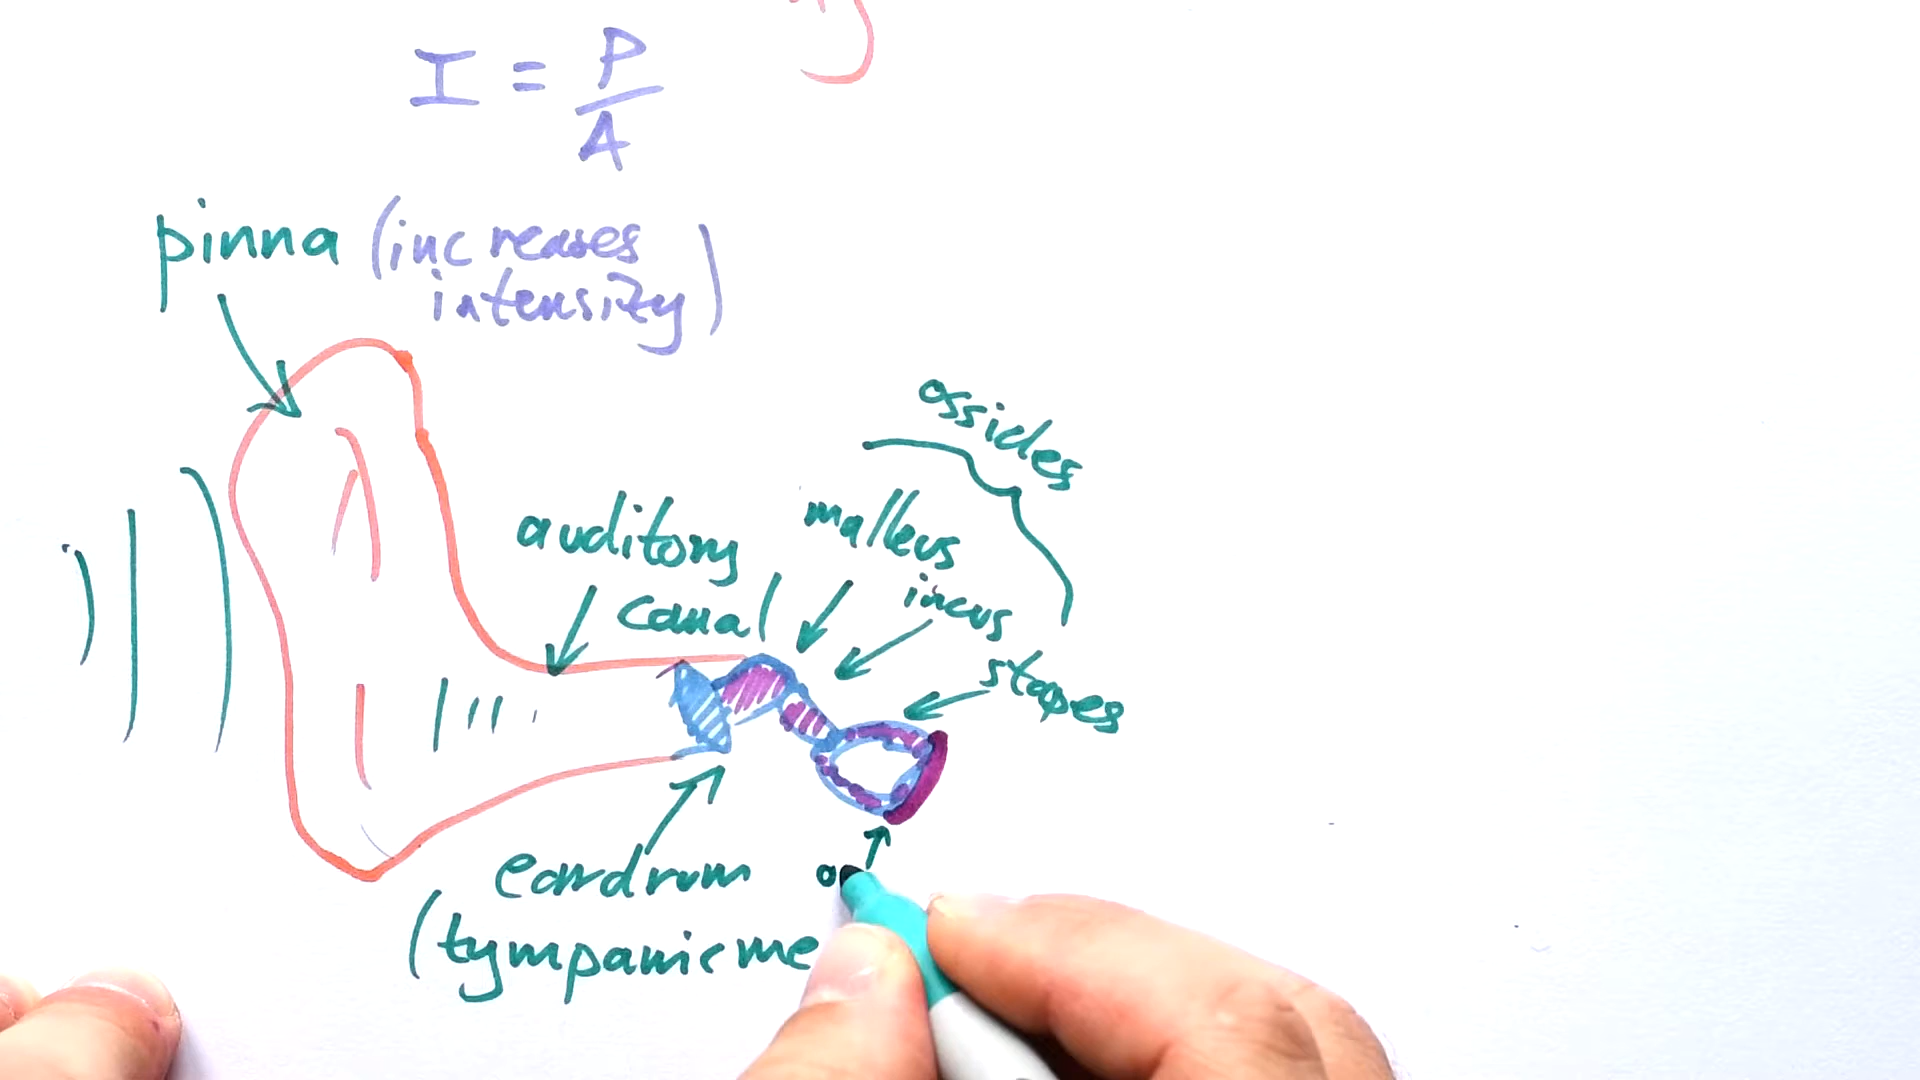 I = P/A
pinna (increases
intensity)
ossicles
auditory
canal
malleus
incus
stapes
eardrum
(tympanic me
o